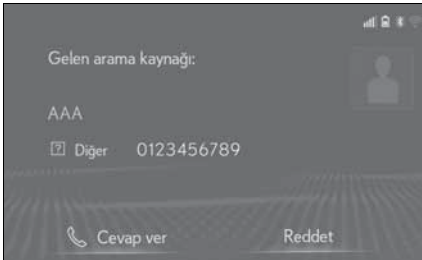 Gelen arama kaynağı:
AAA
Diğer 0123456789
Cevap ver Reddet